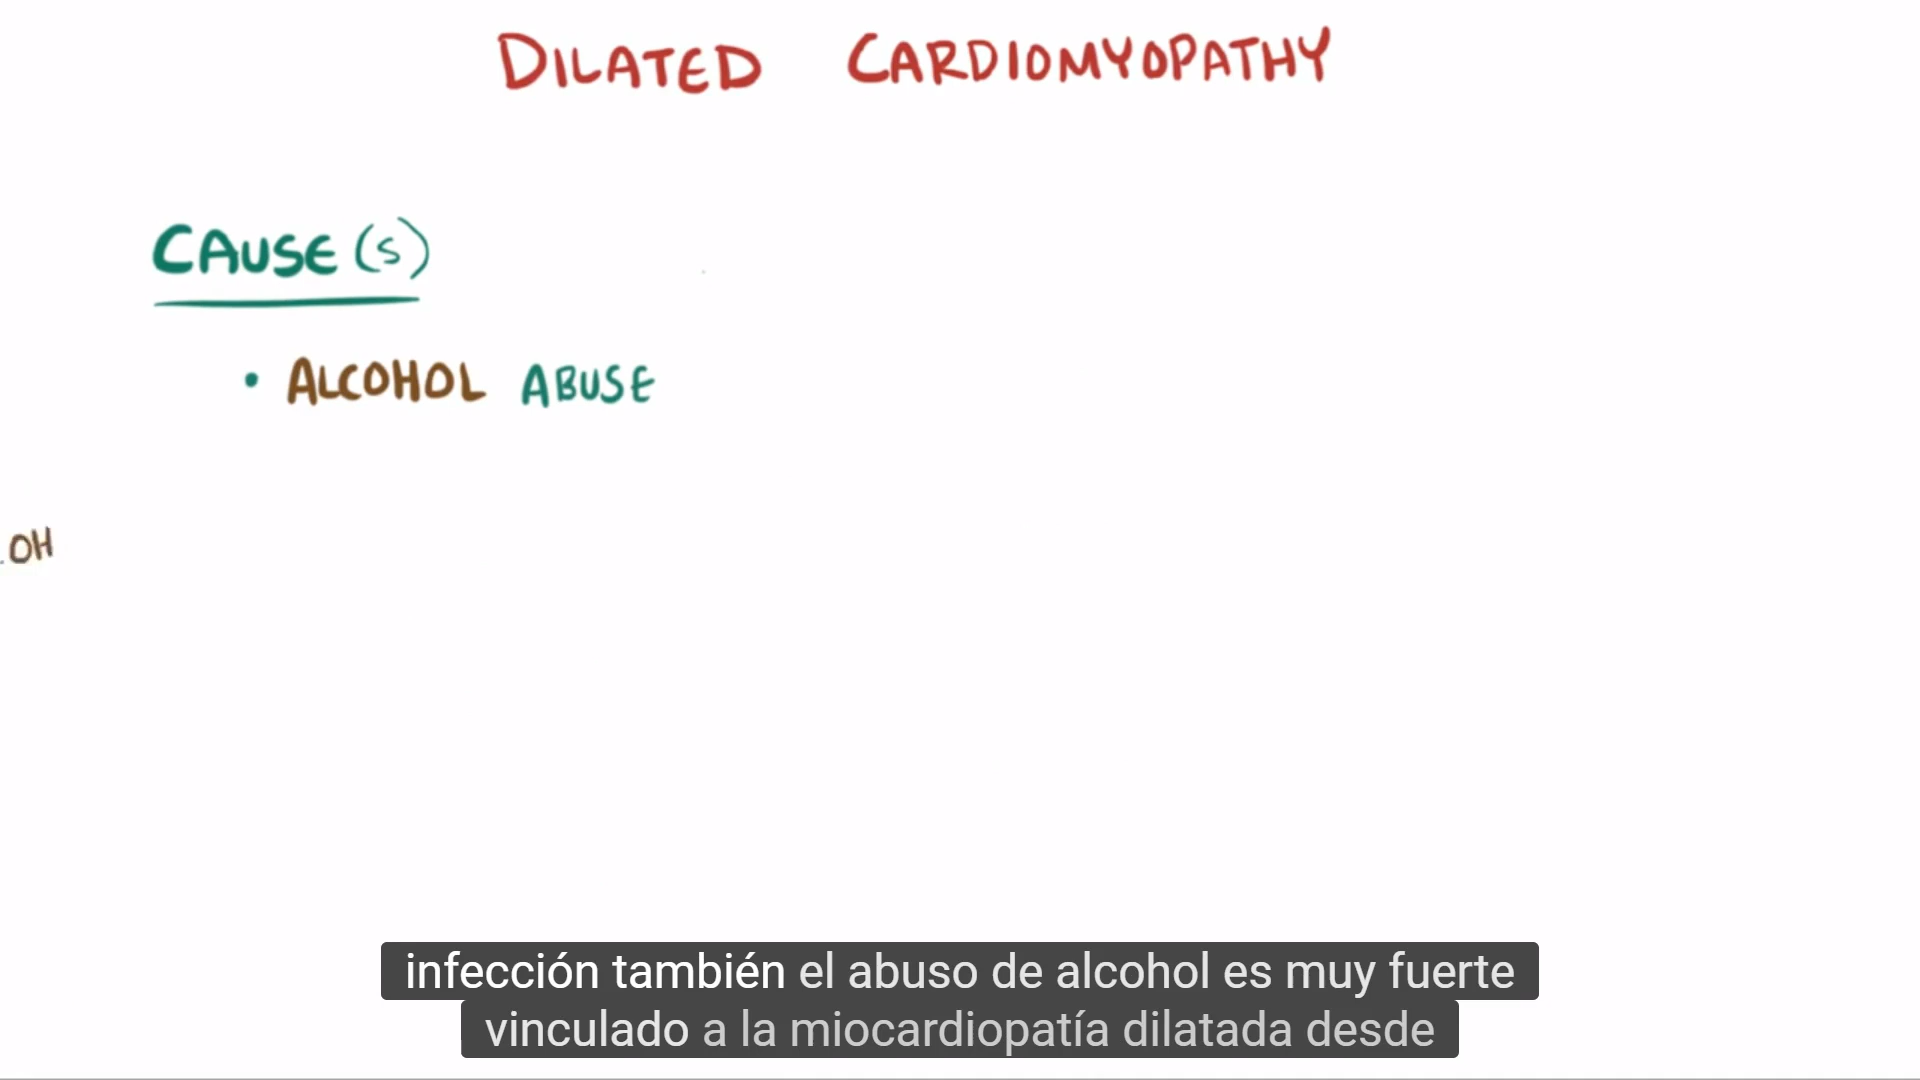 DILATED CARDIOMYOPATHY
CAUSE(S)
• ALCOHOL ABUSE
OH
infección también el abuso de alcohol es muy fuerte
vinculado a la miocardiopatía dilatada desde